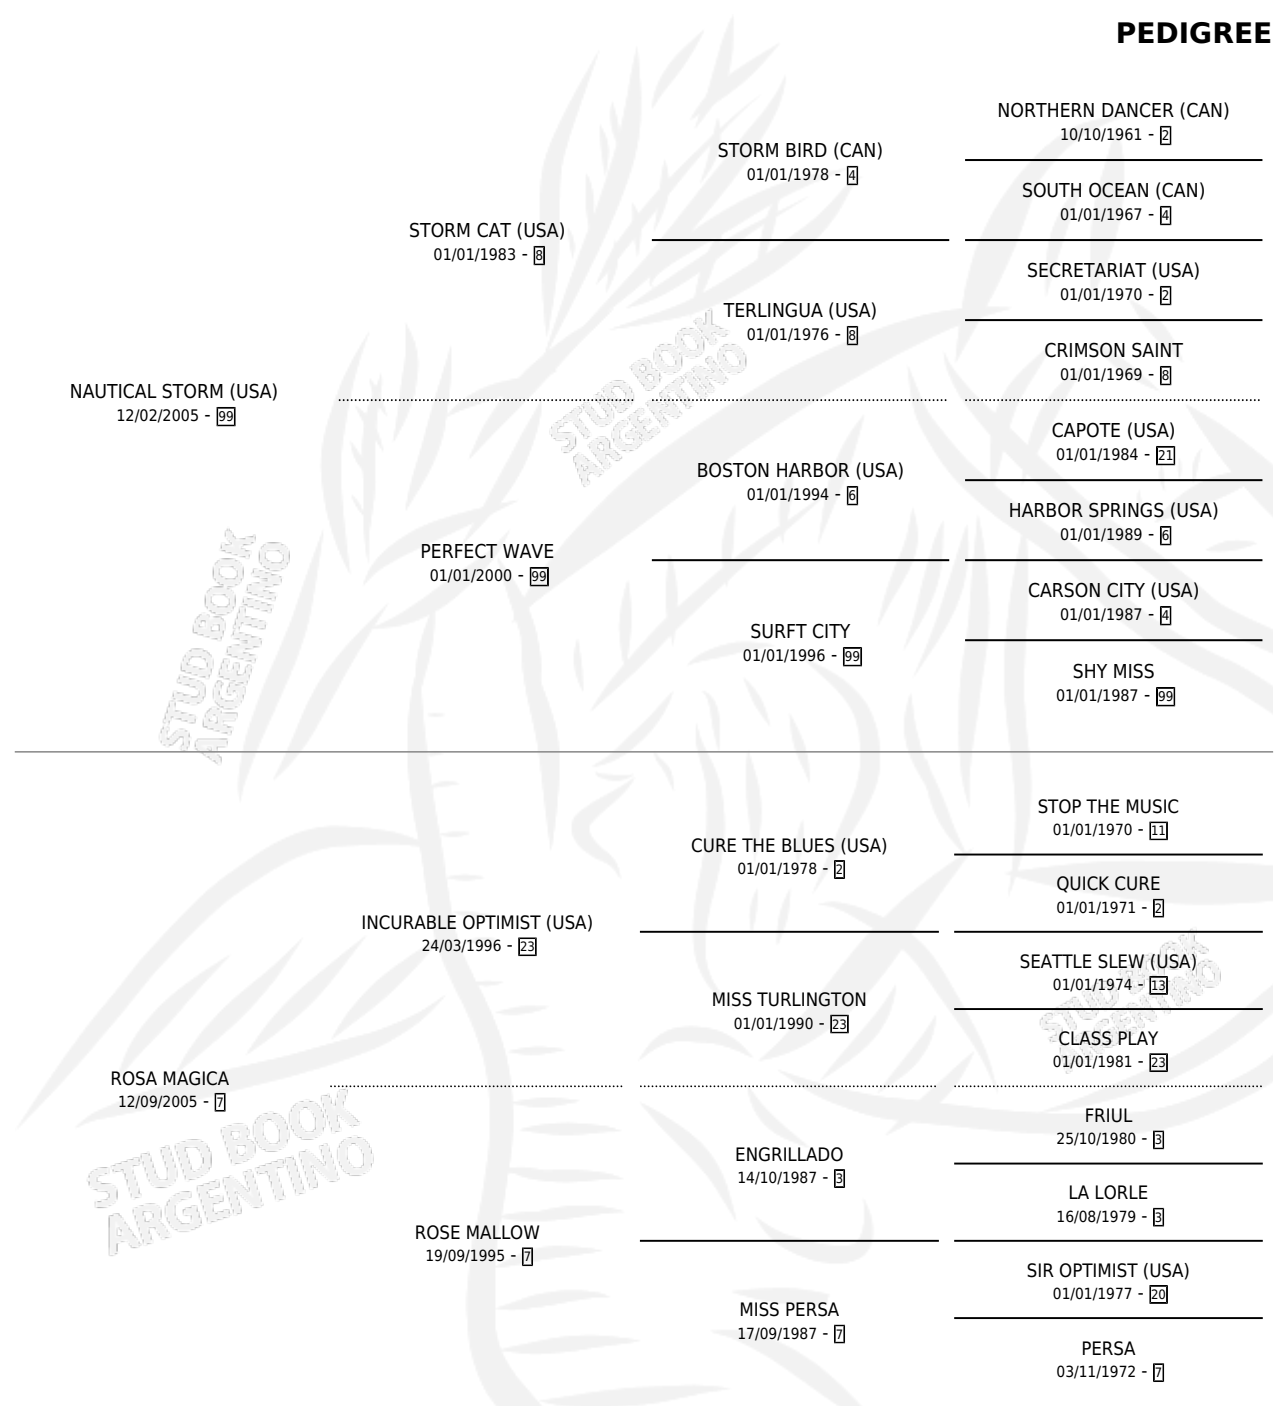 PEDIGREE
NORTHERN DANCER (CAN)
10/10/1961 - 2
STORM BIRD (CAN)
01/01/1978 - 4
SOUTH OCEAN (CAN)
01/01/1967 - 4
STORM CAT (USA)
01/01/1983 - 8
SECRETARIAT (USA)
01/01/1970 - 2
TERLINGUA (USA)
01/01/1976 - 8
CRIMSON SAINT
01/01/1969 - 8
NAUTICAL STORM (USA)
12/02/2005 - 99
CAPOTE (USA)
01/01/1984 - 21
BOSTON HARBOR (USA)
01/01/1994 - 6
HARBOR SPRINGS (USA)
01/01/1989 - 6
PERFECT WAVE
01/01/2000 - 99
CARSON CITY (USA)
01/01/1987 - 4
SURFT CITY
01/01/1996 - 99
SHY MISS
01/01/1987 - 99
STOP THE MUSIC
01/01/1970 - 11
CURE THE BLUES (USA)
01/01/1978 - 2
QUICK CURE
01/01/1971 - 2
INCURABLE OPTIMIST (USA)
24/03/1996 - 23
SEATTLE SLEW (USA)
01/01/1974 - 13
MISS TURLINGTON
01/01/1990 - 23
CLASS PLAY
01/01/1981 - 23
ROSA MAGICA
12/09/2005 - 7
FRIUL
25/10/1980 - 3
ENGRILLADO
14/10/1987 - 3
LA LORLE
16/08/1979 - 3
ROSE MALLOW
19/09/1995 - 7
SIR OPTIMIST (USA)
01/01/1977 - 20
MISS PERSA
17/09/1987 - 7
PERSA
03/11/1972 - 7
STUD BOOK
ARGENTINO
STUD BOOK
ARGENTINO
STUD BOOK
ARGENTINO
STUD BOOK
ARGENTINO